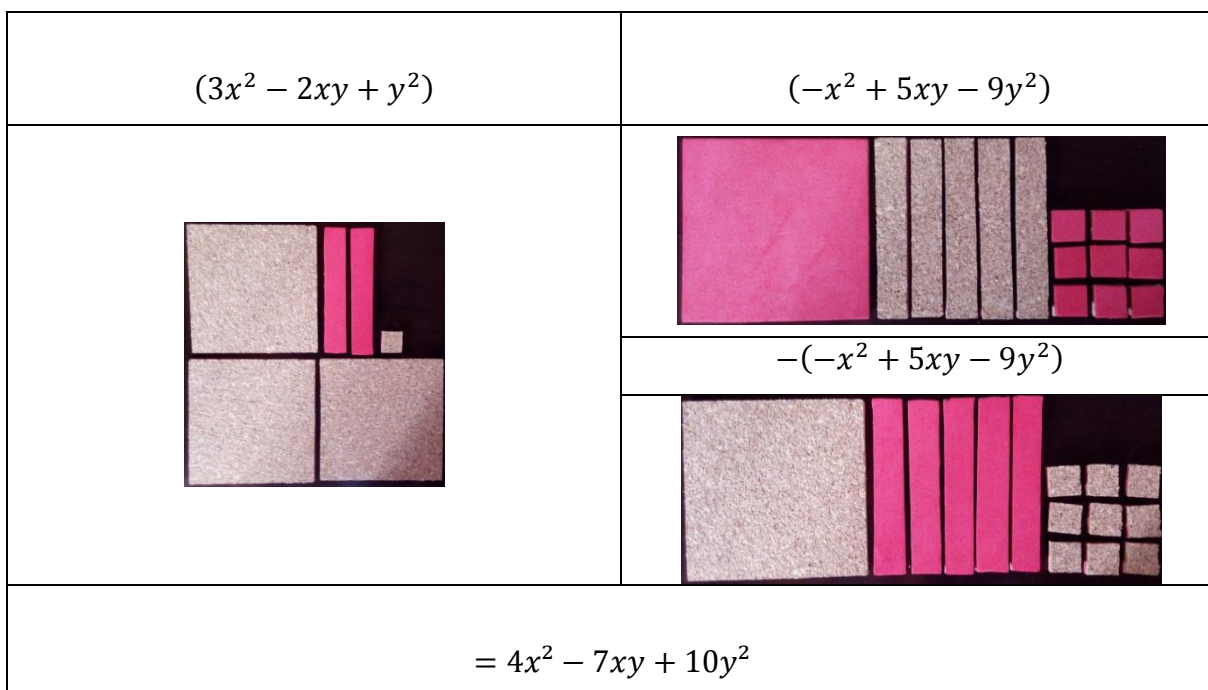 (3𝑥² − 2𝑥𝑦 + 𝑦²)
(−𝑥² + 5𝑥𝑦 − 9𝑦²)
−(−𝑥² + 5𝑥𝑦 − 9𝑦²)
= 4𝑥² − 7𝑥𝑦 + 10𝑦²